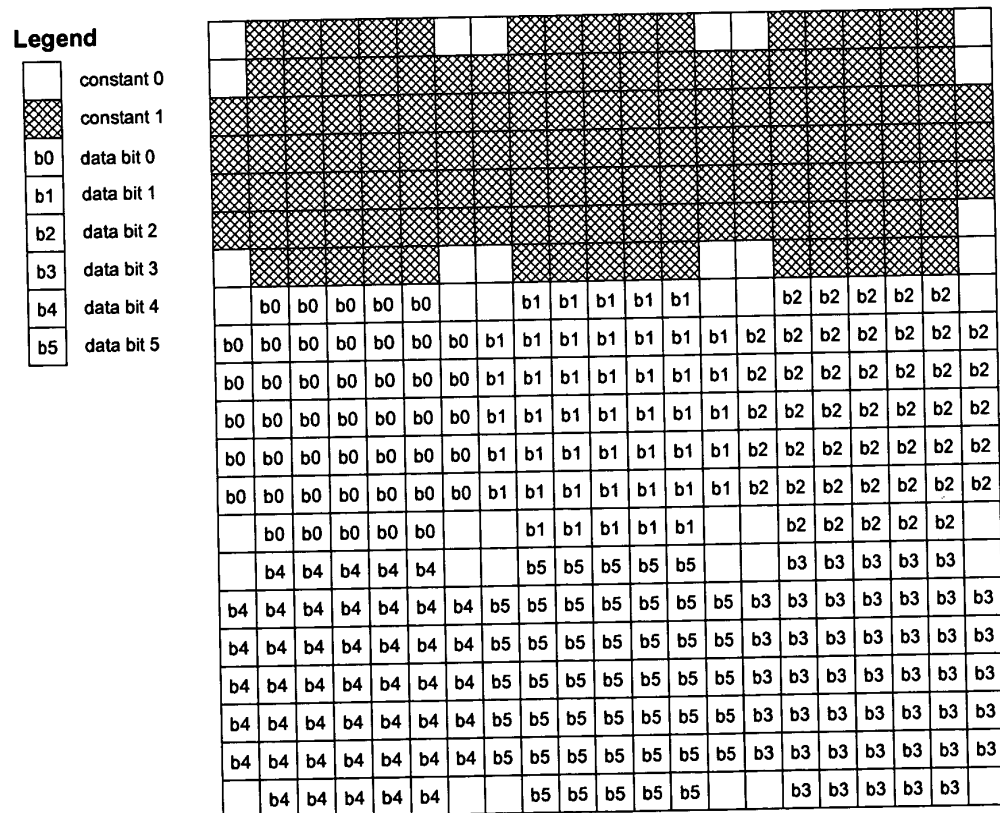 Legend
constant 0
constant 1
b0 data bit 0
b1 data bit 1
b2 data bit 2
b3 data bit 3
b4 data bit 4
b5 data bit 5
b0 b0 b0 b0 b0 b1 b1 b1 b1 b1 b2 b2 b2 b2 b2
b0 b0 b0 b0 b0 b0 b0 b1 b1 b1 b1 b1 b1 b1 b2 b2 b2 b2 b2 b2 b2
b0 b0 b0 b0 b0 b0 b0 b1 b1 b1 b1 b1 b1 b1 b2 b2 b2 b2 b2 b2 b2
b0 b0 b0 b0 b0 b0 b0 b1 b1 b1 b1 b1 b1 b1 b2 b2 b2 b2 b2 b2 b2
b0 b0 b0 b0 b0 b0 b0 b1 b1 b1 b1 b1 b1 b1 b2 b2 b2 b2 b2 b2 b2
b0 b0 b0 b0 b0 b0 b0 b1 b1 b1 b1 b1 b1 b1 b2 b2 b2 b2 b2 b2 b2
b0 b0 b0 b0 b0 b1 b1 b1 b1 b1 b2 b2 b2 b2 b2
b4 b4 b4 b4 b4 b5 b5 b5 b5 b5 b3 b3 b3 b3 b3
b4 b4 b4 b4 b4 b4 b4 b5 b5 b5 b5 b5 b5 b5 b3 b3 b3 b3 b3 b3 b3
b4 b4 b4 b4 b4 b4 b4 b5 b5 b5 b5 b5 b5 b5 b3 b3 b3 b3 b3 b3 b3
b4 b4 b4 b4 b4 b4 b4 b5 b5 b5 b5 b5 b5 b5 b3 b3 b3 b3 b3 b3 b3
b4 b4 b4 b4 b4 b4 b4 b5 b5 b5 b5 b5 b5 b5 b3 b3 b3 b3 b3 b3 b3
b4 b4 b4 b4 b4 b4 b4 b5 b5 b5 b5 b5 b5 b5 b3 b3 b3 b3 b3 b3 b3
b4 b4 b4 b4 b4 b5 b5 b5 b5 b5 b3 b3 b3 b3 b3